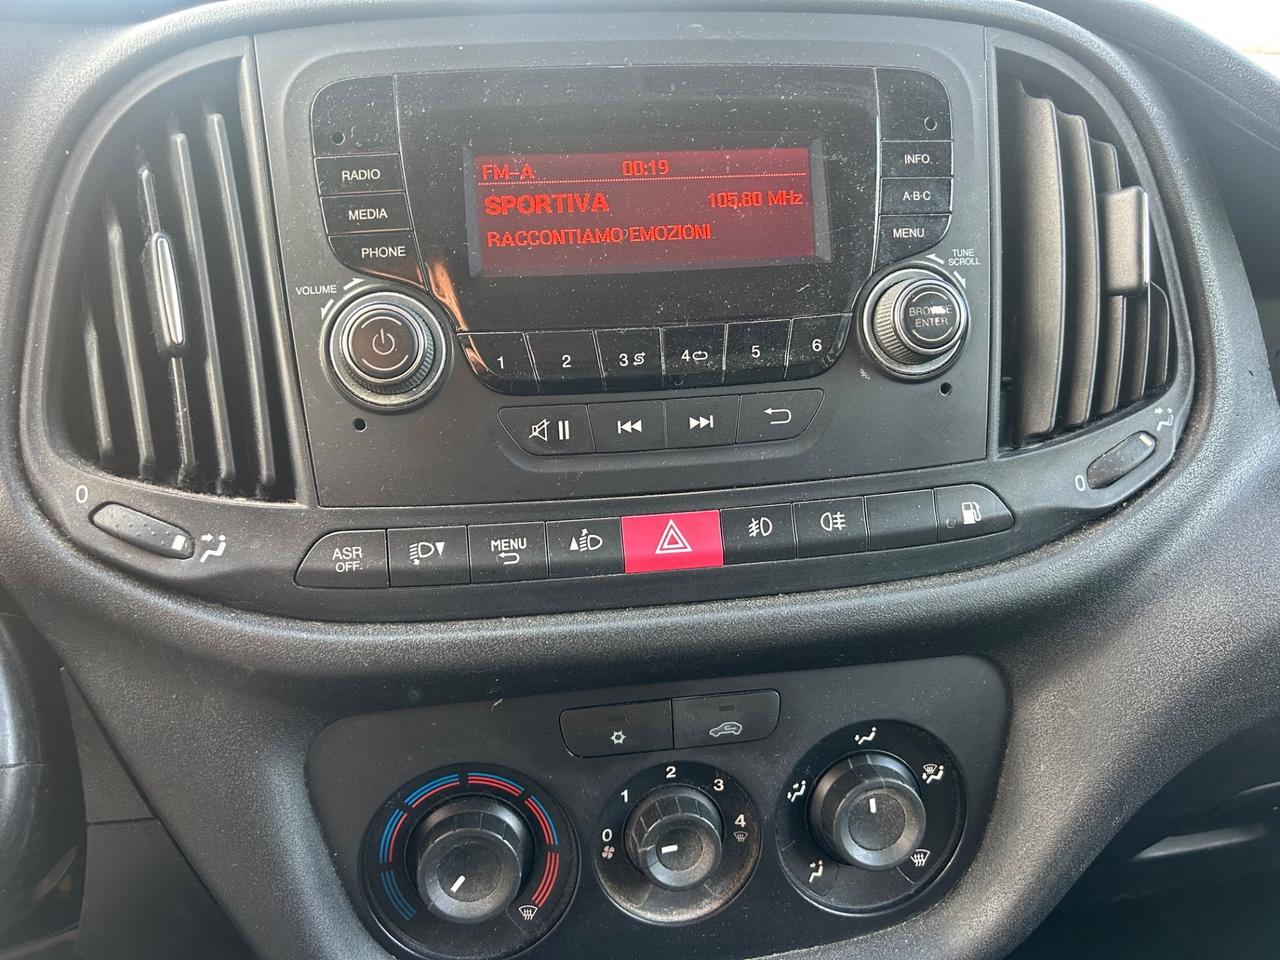 FM-A 00:19
SPORTIVA 105.80 MHz
RACCONTIAMO EMOZIONI
RADIO
MEDIA
PHONE
INFO
A·B·C
MENU
VOLUME
TUNE
SCROLL
BROWSE
ENTER
1 2 3 4 5 6
0
0
ASR
OFF
MENU
0 1 2 3 4